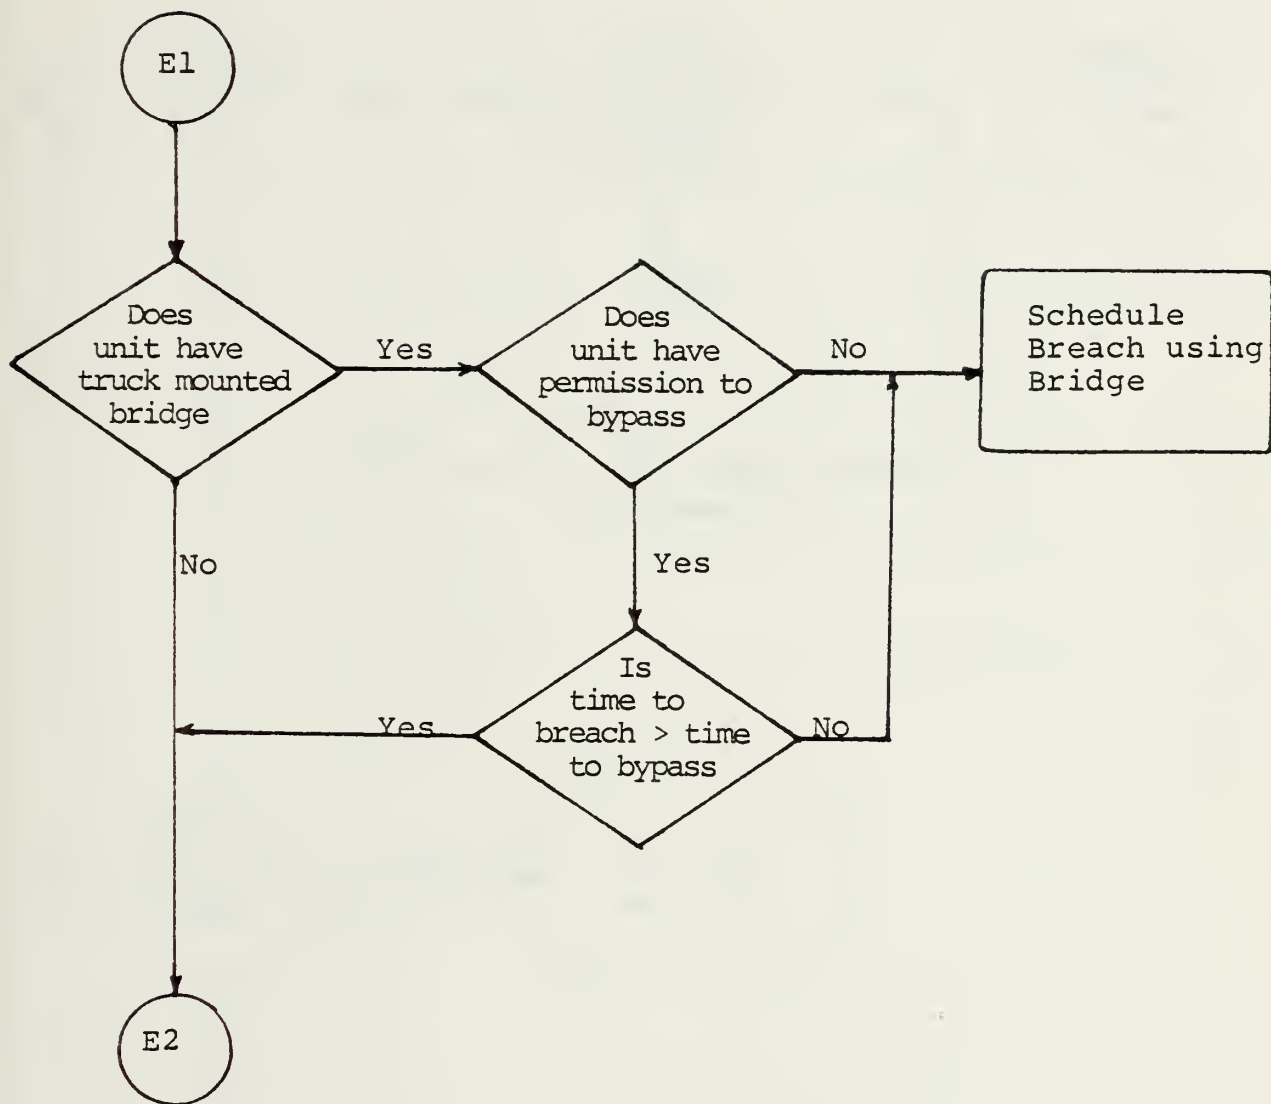 E1
Does
unit have
truck mounted
bridge
Yes
Does
unit have
permission to
bypass
No
Schedule
Breach using
Bridge
No
Yes
Is
time to
breach > time
to bypass
Yes
No
E2